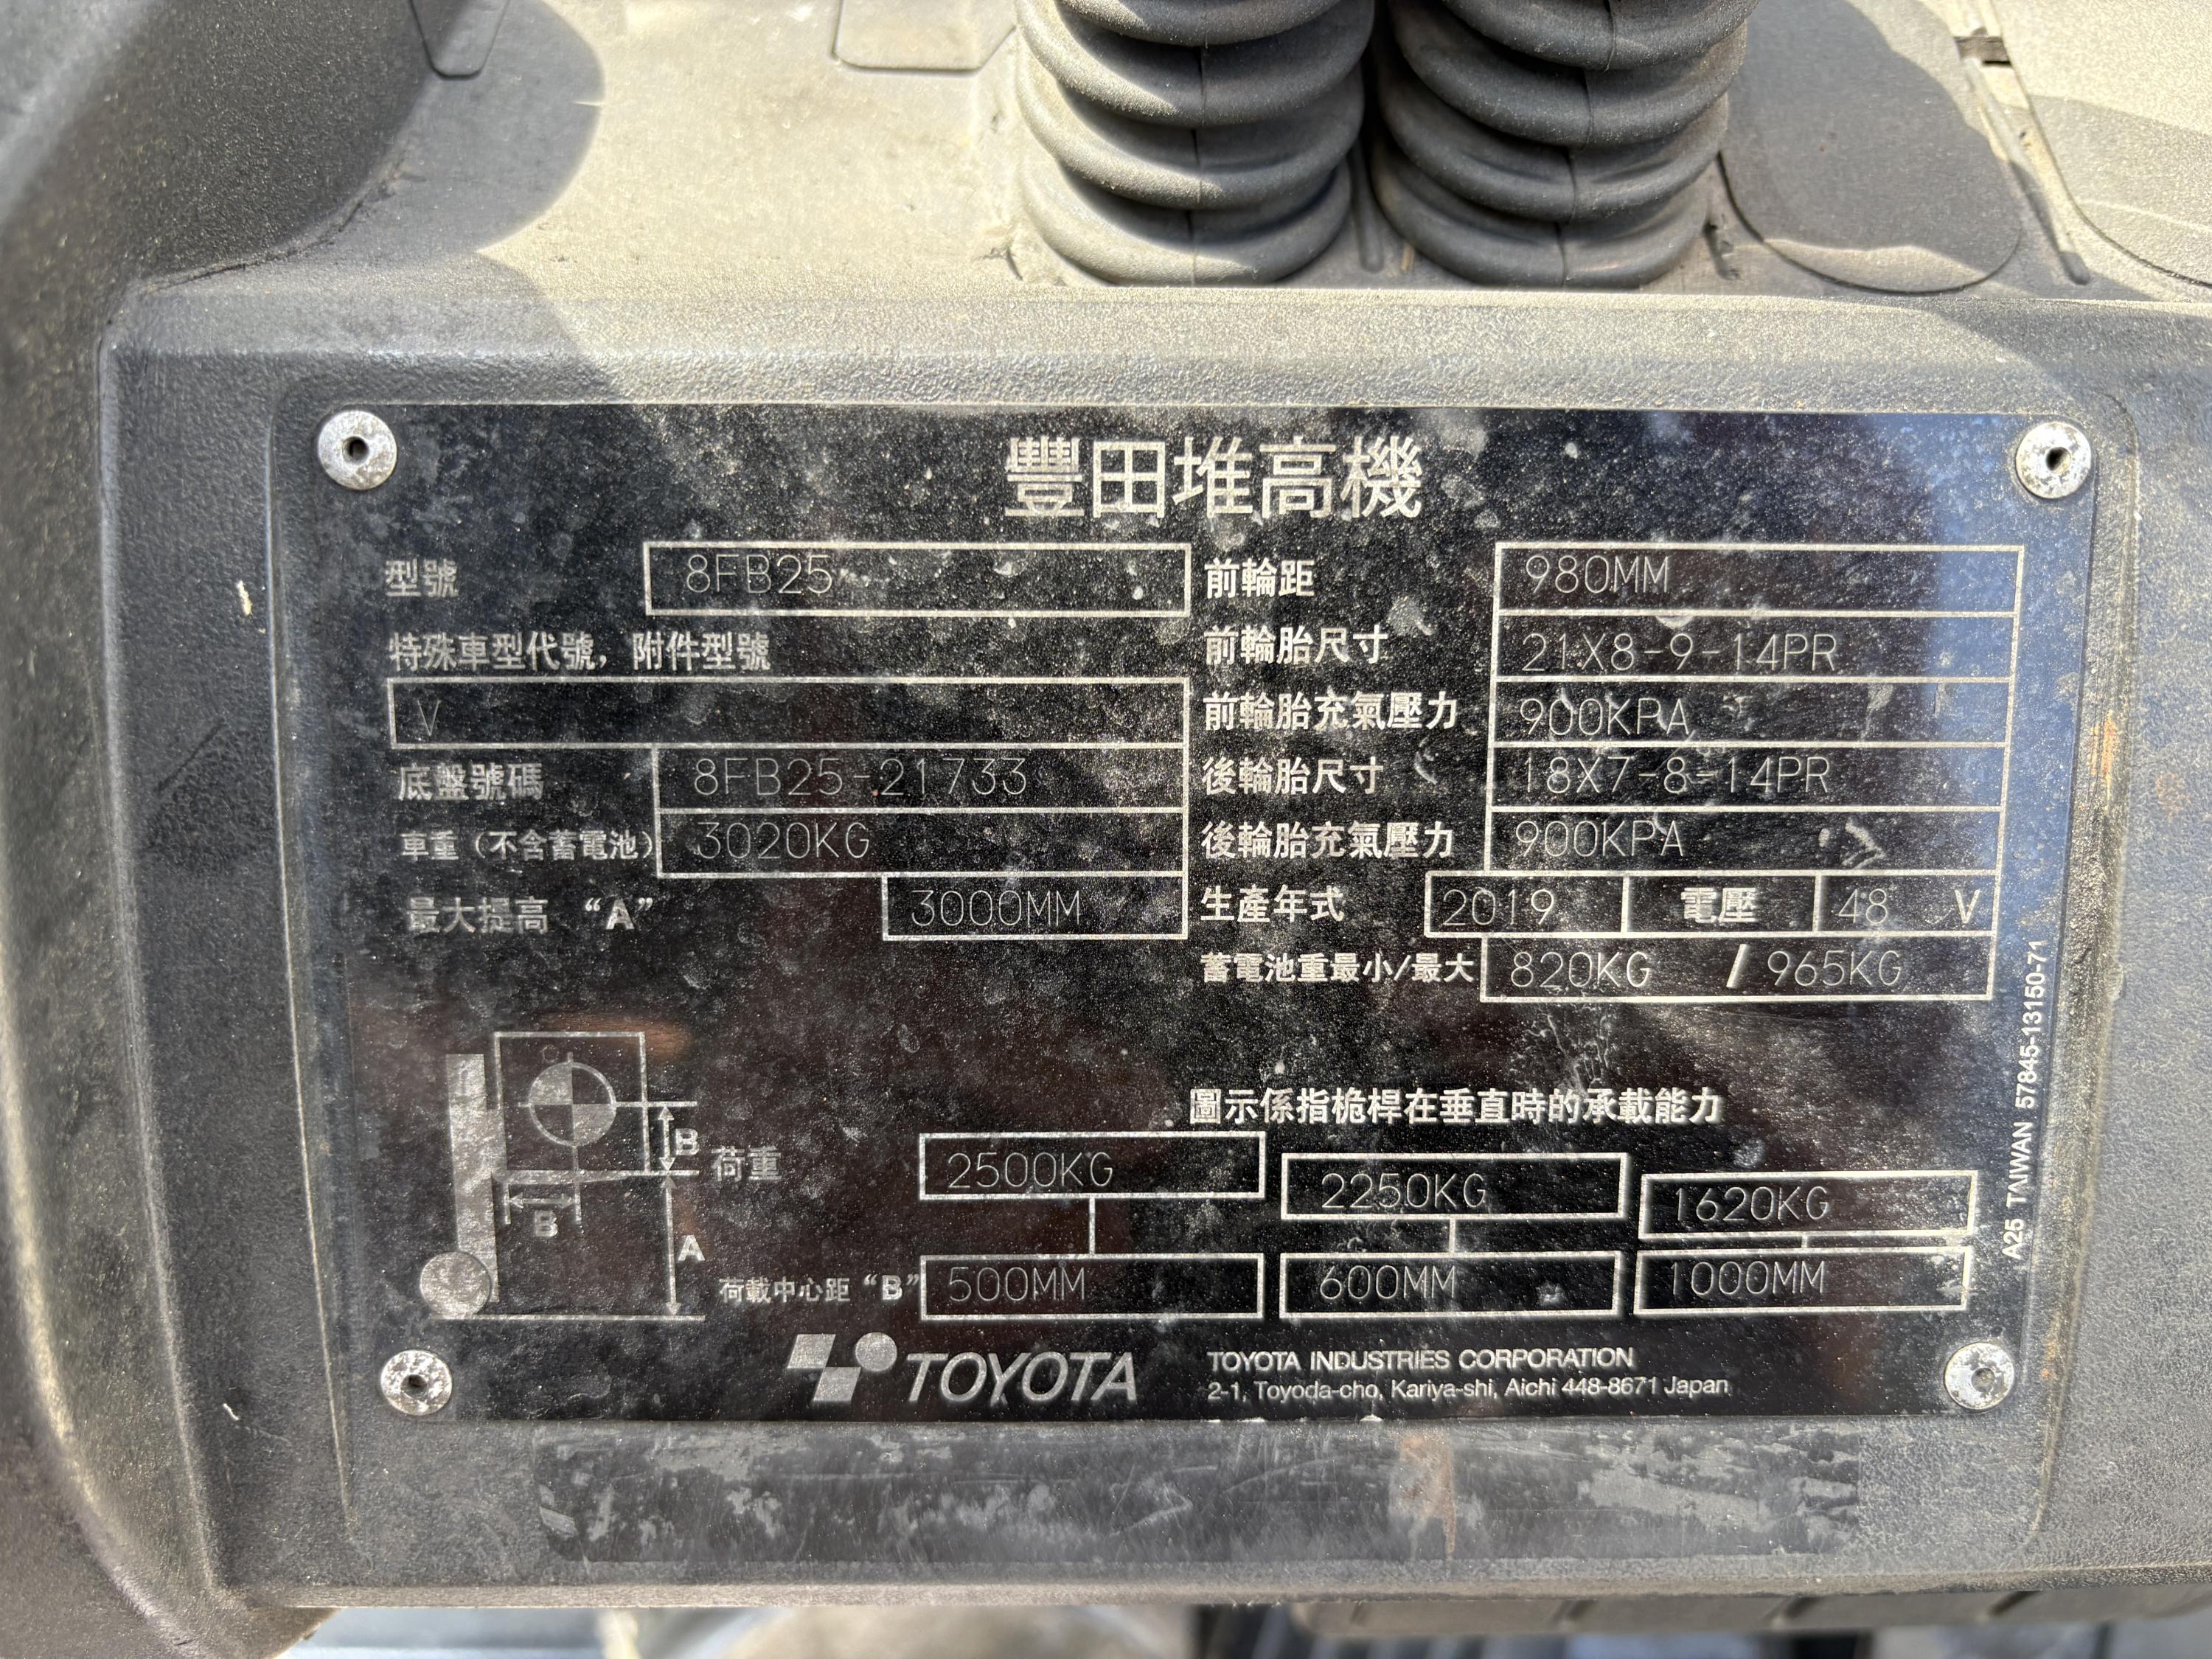 豐田堆高機
型號 8FB25
特殊車型代號，附件型號
V
底盤號碼 8FB25-21733
車重（不含蓄電池） 3020KG
最大提高 “A” 3000MM
前輪距 980MM
前輪胎尺寸 21X8-9-14PR
前輪胎充氣壓力 900KPA
後輪胎尺寸 18X7-8-14PR
後輪胎充氣壓力 900KPA
生產年式 2019 電壓 48 V
蓄電池重最小/最大 820KG / 965KG
圖示係指桅桿在垂直時的承載能力
荷重 2500KG 2250KG 1620KG
荷載中心距 “B” 500MM 600MM 1000MM
C
B
B
A
TOYOTA
TOYOTA INDUSTRIES CORPORATION
2-1, Toyoda-cho, Kariya-shi, Aichi 448-8671 Japan
A25 TAIWAN 57845-13150-71